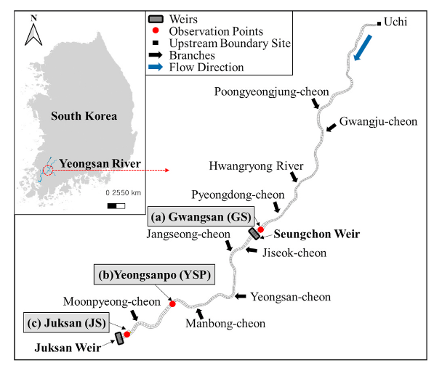 N
Weirs
Observation Points
Upstream Boundary Site
Branches
Flow Direction
Uchi
South Korea
Yeongsan River
0 2550 km
Poongyeongjung-cheon
Gwangju-cheon
Hwangryong River
Pyeongdong-cheon
(a) Gwangsan (GS)
Seungchon Weir
Jangseong-cheon
Jiseok-cheon
(b)Yeongsanpo (YSP)
Yeongsan-cheon
Moonpyeong-cheon
Manbong-cheon
(c) Juksan (JS)
Juksan Weir